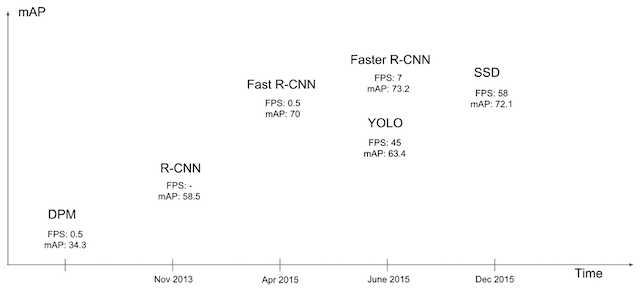 mAP
Faster R-CNN
FPS: 7
mAP: 73.2
SSD
FPS: 58
mAP: 72.1
Fast R-CNN
FPS: 0.5
mAP: 70
YOLO
FPS: 45
mAP: 63.4
R-CNN
FPS: -
mAP: 58.5
DPM
FPS: 0.5
mAP: 34.3
Nov 2013
Apr 2015
June 2015
Dec 2015
Time